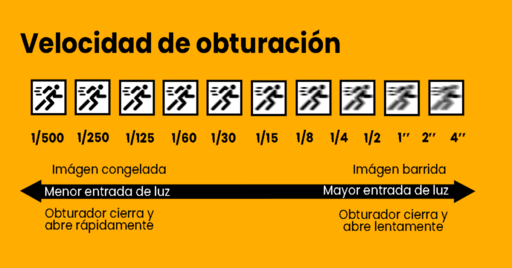 Velocidad de obturación
1/500 1/250 1/125 1/60 1/30 1/15 1/8 1/4 1/2 1’’ 2’’ 4’’
Imágen congelada Imágen barrida
Menor entrada de luz Mayor entrada de luz
Obturador cierra y Obturador cierra y
abre rápidamente abre lentamente